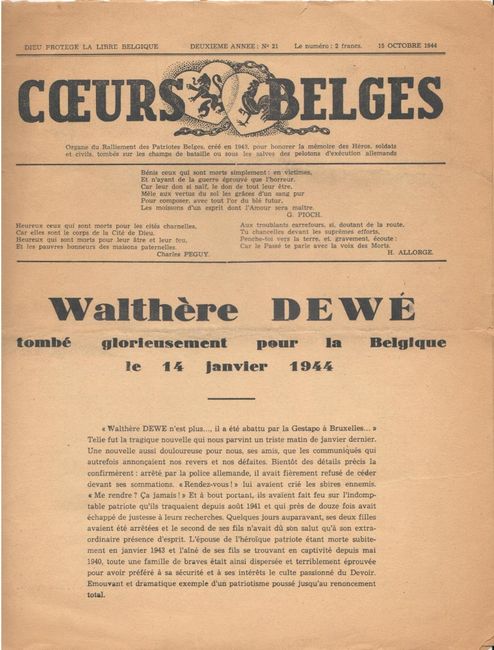 DIEU PROTEGE LA LIBRE BELGIQUE DEUXIEME ANNEE : N° 21 Le numéro : 2 francs. 15 OCTOBRE 1944
CŒURS BELGES
Organe du Ralliement des Patriotes Belges, créé en 1943, pour honorer la mémoire des Héros, soldats
et civils, tombés sur les champs de bataille ou sous les salves des pelotons d'exécution allemands
Bénis ceux qui sont morts simplement : en victimes,
Et n'ayant de la guerre éprouvé que l'horreur.
Car leur don si naïf, le don de tout leur être,
Mêle aux vertus du sol les grâces d'un sang pur
Pour composer, avec tout l'or du blé futur,
Les moissons d'un esprit dont l'Amour sera maître.
G. PIOCH.
Heureux ceux qui sont morts pour les cités charnelles,
Car elles sont le corps de la Cité de Dieu,
Heureux qui sont morts pour leur âtre et leur feu,
Et les pauvres honneurs des maisons paternelles.
Charles PEGUY.
Aux troublants carrefours, si, doutant de la route,
Tu chancelles devant les suprêmes efforts,
Penche-toi vers la terre, et, gravement, écoute :
Car le Passé te parle avec la voix des Morts.
H. ALLORGE.
Walthère DEWÉ
tombé glorieusement pour la Belgique
le 14 janvier 1944
« Walthère DEWE n'est plus..., il a été abattu par la Gestapo à Bruxelles... »
Telle fut la tragique nouvelle qui nous parvint un triste matin de janvier dernier.
Une nouvelle aussi douloureuse pour nous, ses amis, que les communiqués qui
autrefois annonçaient nos revers et nos défaites. Bientôt des détails précis la
confirmèrent : arrêté par la police allemande, il avait fièrement refusé de céder
devant ses sommations. « Rendez-vous ! » lui avaient crié les sbires ennemis.
« Me rendre ? Ça jamais ! » Et à bout portant, ils avaient fait feu sur l'indomp-
table patriote qu'ils traquaient depuis août 1941 et qui près de douze fois avait
échappé de justesse à leurs recherches. Quelques jours auparavant, ses deux filles
avaient été arrêtées et le second de ses fils n'avait dû son salut qu'à son extra-
ordinaire présence d'esprit. L'épouse de l'héroïque patriote étant morte subite-
ment en janvier 1943 et l'aîné de ses fils se trouvant en captivité depuis mai
1940, toute une famille de braves était ainsi dispersée et terriblement éprouvée
pour avoir préféré à sa sécurité et à ses intérêts le culte passionné du Devoir.
Emouvant et dramatique exemple d'un patriotisme poussé jusqu'au renoncement
total.